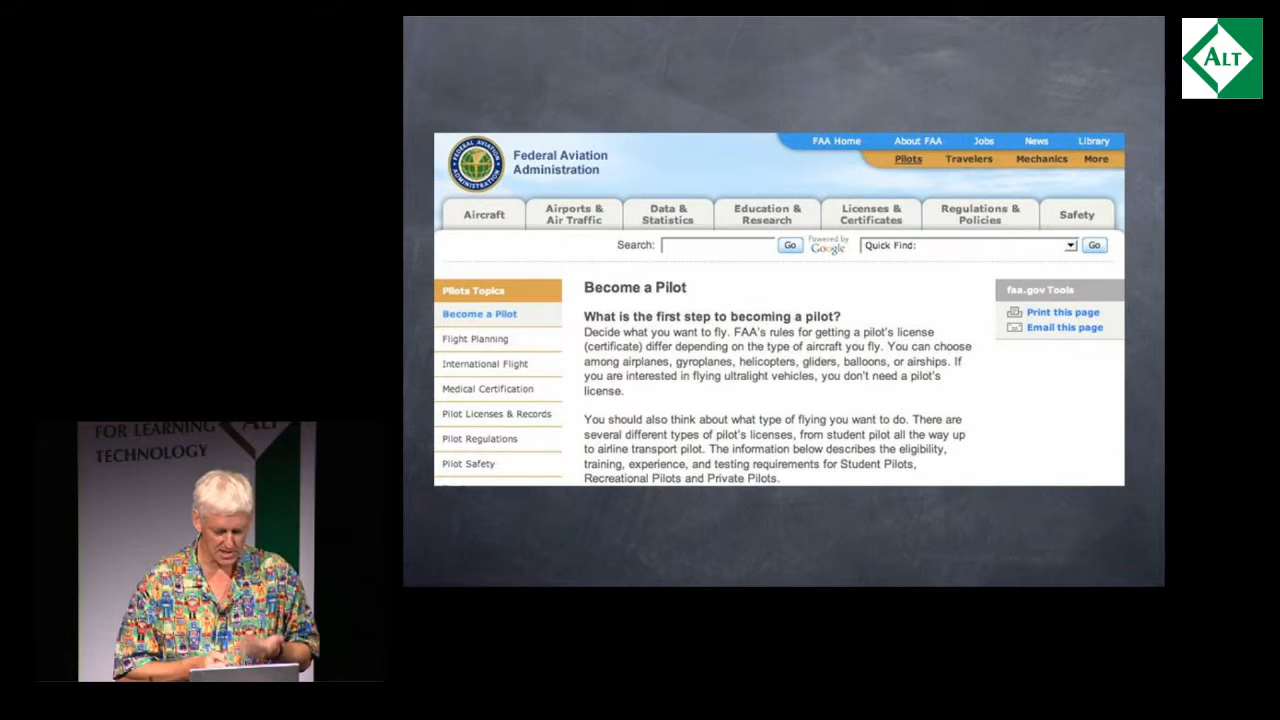 ALT
FAA Home About FAA Jobs News Library
Pilots Travelers Mechanics More
Federal Aviation
Administration
FEDERAL AVIATION ADMINISTRATION
Aircraft
Airports &
Air Traffic
Data &
Statistics
Education &
Research
Licenses &
Certificates
Regulations &
Policies
Safety
Search: Go Powered by Google Quick Find: Go
Pilots Topics
Become a Pilot
Flight Planning
International Flight
Medical Certification
Pilot Licenses & Records
Pilot Regulations
Pilot Safety
Become a Pilot
What is the first step to becoming a pilot?
Decide what you want to fly. FAA's rules for getting a pilot's license
(certificate) differ depending on the type of aircraft you fly. You can choose
among airplanes, gyroplanes, helicopters, gliders, balloons, or airships. If
you are interested in flying ultralight vehicles, you don't need a pilot's
license.
You should also think about what type of flying you want to do. There are
several different types of pilot's licenses, from student pilot all the way up
to airline transport pilot. The information below describes the eligibility,
training, experience, and testing requirements for Student Pilots,
Recreational Pilots and Private Pilots.
faa.gov Tools
Print this page
Email this page
FOR LEARNING
TECHNOLOGY
ALT